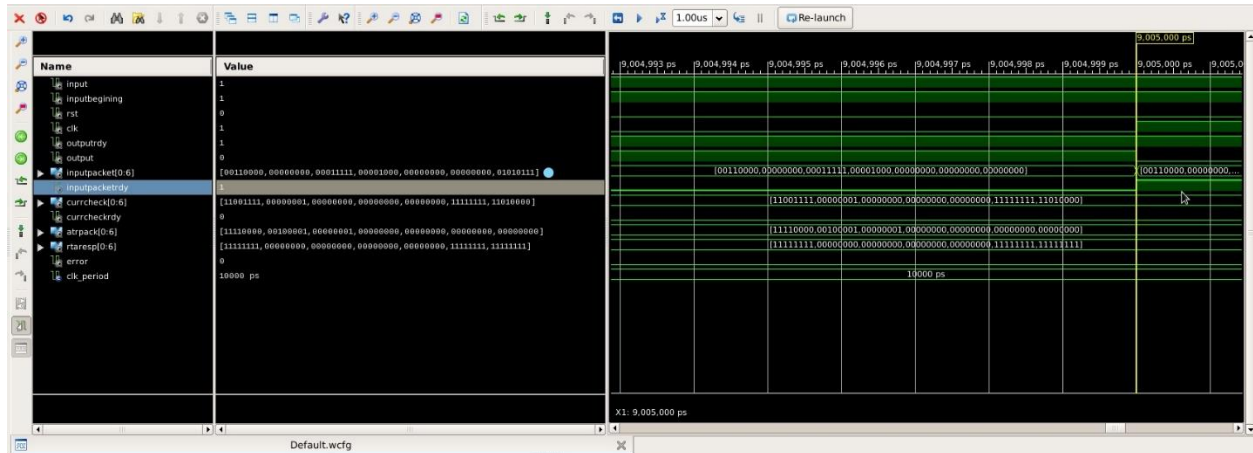 1.00us
Re-launch
9,005,000 ps
Name
Value
9,004,993 ps 9,004,994 ps 9,004,995 ps 9,004,996 ps 9,004,997 ps 9,004,998 ps 9,004,999 ps 9,005,000 ps 9,005,0
input 1
inputbegining 1
rst 0
clk 1
outputrdy 1
output 0
inputpacket[0:6] [00110000,00000000,00011111,00001000,00000000,00000000,01010111] [00110000,00000000,00011111,00001000,00000000,00000000,00000000] [00110000,00000000,...
inputpacketrdy 1
currcheck[0:6] [11001111,00000001,00000000,00000000,00000000,11111111,11010000] [11001111,00000001,00000000,00000000,00000000,11111111,11010000]
currcheckrdy 0
atrpack[0:6] [11110000,00100001,00000001,00000000,00000000,00000000,00000000] [11110000,00100001,00000001,00000000,00000000,00000000,00000000]
rtaresp[0:6] [11111111,00000000,00000000,00000000,00000000,11111111,11111111] [11111111,00000000,00000000,00000000,00000000,11111111,11111111]
error 0
clk_period 10000 ps 10000 ps
X1: 9,005,000 ps
Default.wcfg